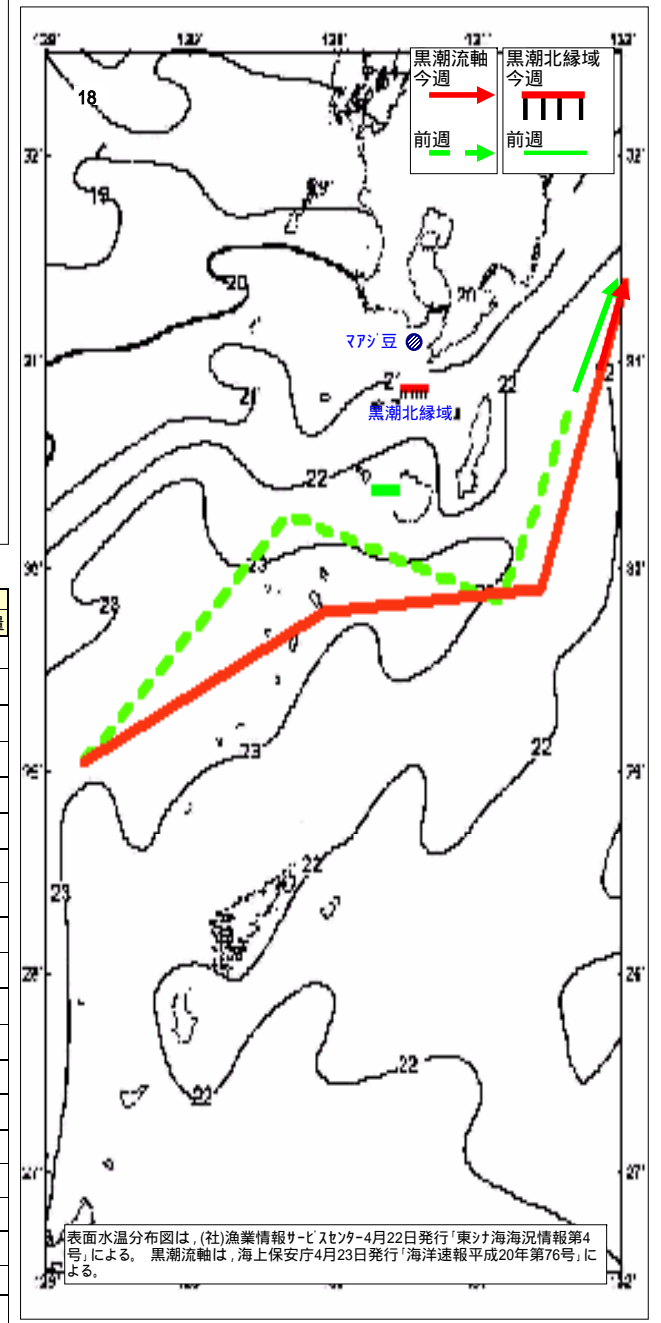 黒潮流軸
今週
前週
黒潮北縁域
今週
前週
18
19
20
20
21
マアジ豆
黒潮北縁域
22
22
23
23
23
22
22
23
22
22
表面水温分布図は，(社)漁業情報サービスセンター4月22日発行「東シナ海海況情報第4
号」による。 黒潮流軸は，海上保安庁4月23日発行「海洋速報平成20年第76号」に
よる。